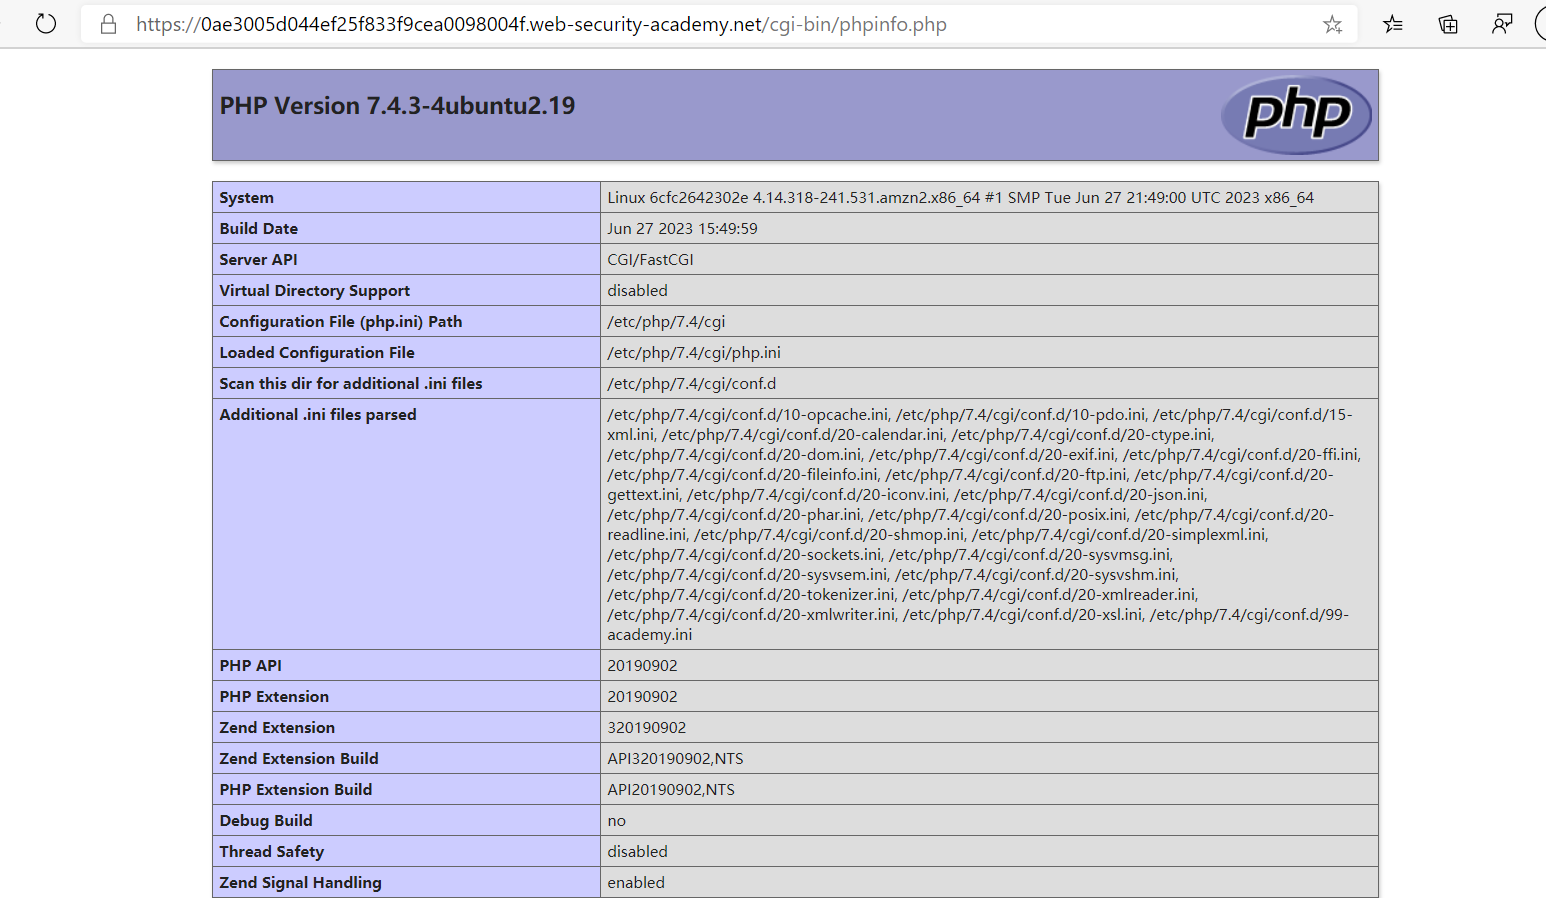 https://0ae3005d044ef25f833f9cea0098004f.web-security-academy.net/cgi-bin/phpinfo.php
PHP Version 7.4.3-4ubuntu2.19
php
System Linux 6cfc2642302e 4.14.318-241.531.amzn2.x86_64 #1 SMP Tue Jun 27 21:49:00 UTC 2023 x86_64
Build Date Jun 27 2023 15:49:59
Server API CGI/FastCGI
Virtual Directory Support disabled
Configuration File (php.ini) Path /etc/php/7.4/cgi
Loaded Configuration File /etc/php/7.4/cgi/php.ini
Scan this dir for additional .ini files /etc/php/7.4/cgi/conf.d
Additional .ini files parsed /etc/php/7.4/cgi/conf.d/10-opcache.ini, /etc/php/7.4/cgi/conf.d/10-pdo.ini, /etc/php/7.4/cgi/conf.d/15-
xml.ini, /etc/php/7.4/cgi/conf.d/20-calendar.ini, /etc/php/7.4/cgi/conf.d/20-ctype.ini,
/etc/php/7.4/cgi/conf.d/20-dom.ini, /etc/php/7.4/cgi/conf.d/20-exif.ini, /etc/php/7.4/cgi/conf.d/20-ffi.ini,
/etc/php/7.4/cgi/conf.d/20-fileinfo.ini, /etc/php/7.4/cgi/conf.d/20-ftp.ini, /etc/php/7.4/cgi/conf.d/20-
gettext.ini, /etc/php/7.4/cgi/conf.d/20-iconv.ini, /etc/php/7.4/cgi/conf.d/20-json.ini,
/etc/php/7.4/cgi/conf.d/20-phar.ini, /etc/php/7.4/cgi/conf.d/20-posix.ini, /etc/php/7.4/cgi/conf.d/20-
readline.ini, /etc/php/7.4/cgi/conf.d/20-shmop.ini, /etc/php/7.4/cgi/conf.d/20-simplexml.ini,
/etc/php/7.4/cgi/conf.d/20-sockets.ini, /etc/php/7.4/cgi/conf.d/20-sysvmsg.ini,
/etc/php/7.4/cgi/conf.d/20-sysvsem.ini, /etc/php/7.4/cgi/conf.d/20-sysvshm.ini,
/etc/php/7.4/cgi/conf.d/20-tokenizer.ini, /etc/php/7.4/cgi/conf.d/20-xmlreader.ini,
/etc/php/7.4/cgi/conf.d/20-xmlwriter.ini, /etc/php/7.4/cgi/conf.d/20-xsl.ini, /etc/php/7.4/cgi/conf.d/99-
academy.ini
PHP API 20190902
PHP Extension 20190902
Zend Extension 320190902
Zend Extension Build API320190902,NTS
PHP Extension Build API20190902,NTS
Debug Build no
Thread Safety disabled
Zend Signal Handling enabled